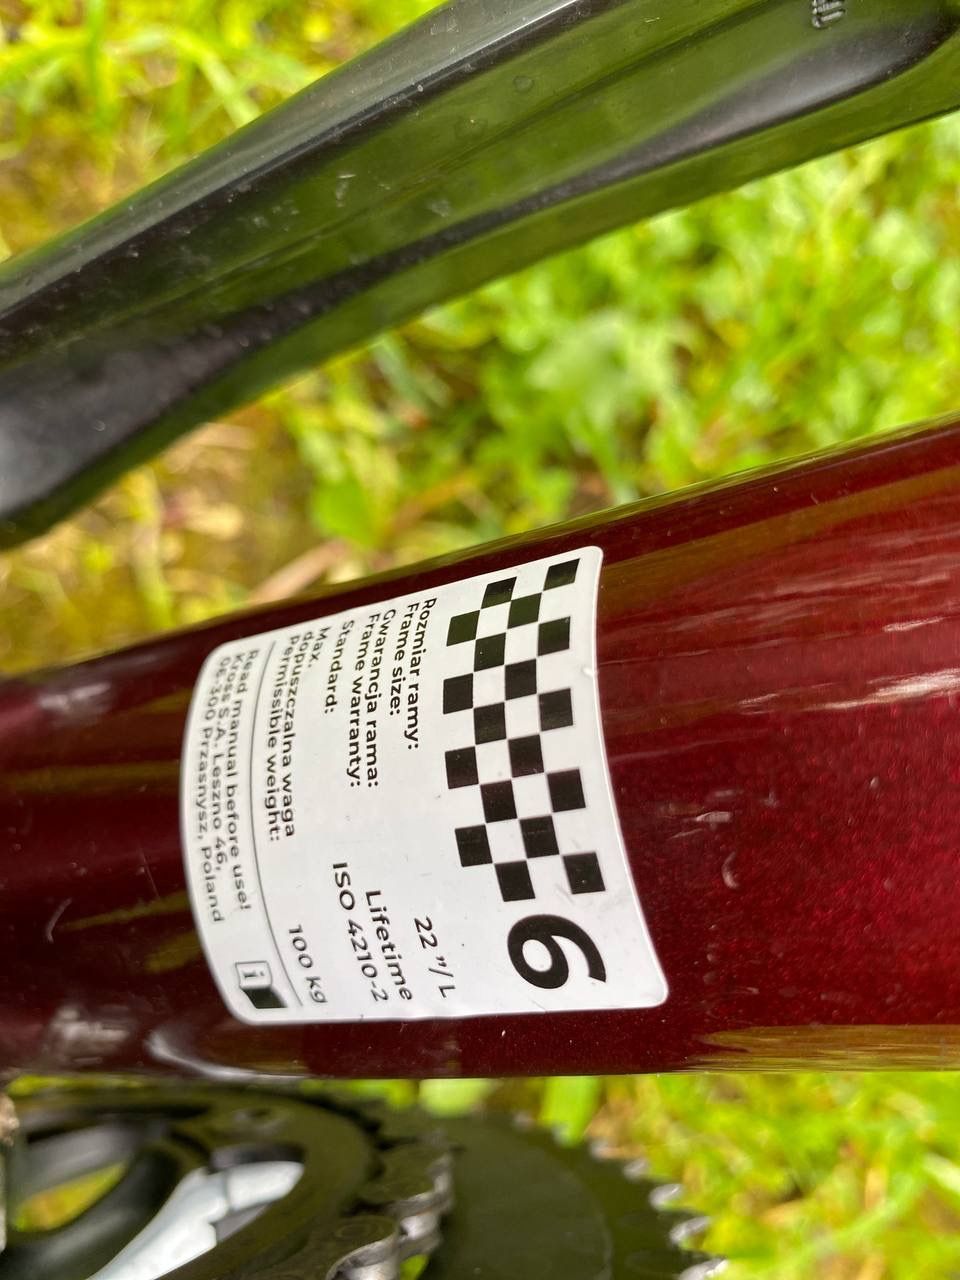 6
Rozmiar ramy:
Frame size: 22 "/ L
Gwarancja rama:
Frame warranty: Lifetime
Standard: ISO 4210-2
Max.
dopuszczalna waga
Permissible weight: 100 kg
Read manual before use!
Kross S.A. Leszno 46,
06-300 Przasnysz, Poland
i